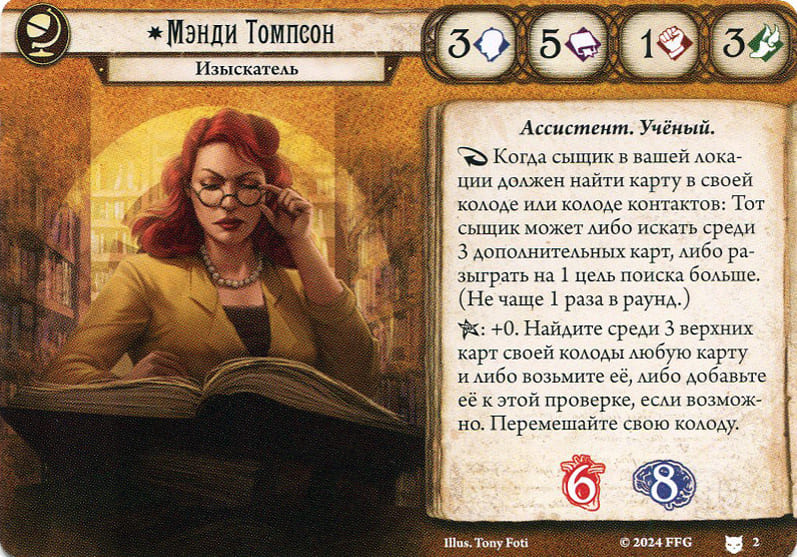 Мэнди Томпсон
Изыскатель
3 5 1 3
Ассистент. Учёный.
Когда сыщик в вашей лока-
ции должен найти карту в своей
колоде или колоде контактов: Тот
сыщик может либо искать среди
3 дополнительных карт, либо ра-
зыграть на 1 цель поиска больше.
(Не чаще 1 раза в раунд.)
: +0. Найдите среди 3 верхних
карт своей колоды любую карту
и либо возьмите её, либо добавьте
её к этой проверке, если возмож-
но. Перемешайте свою колоду.
6 8
Illus. Tony Foti © 2024 FFG 2